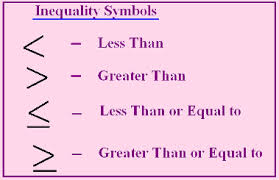 Inequality Symbols
< – Less Than
> – Greater Than
≤ – Less Than or Equal to
≥ – Greater Than or Equal to